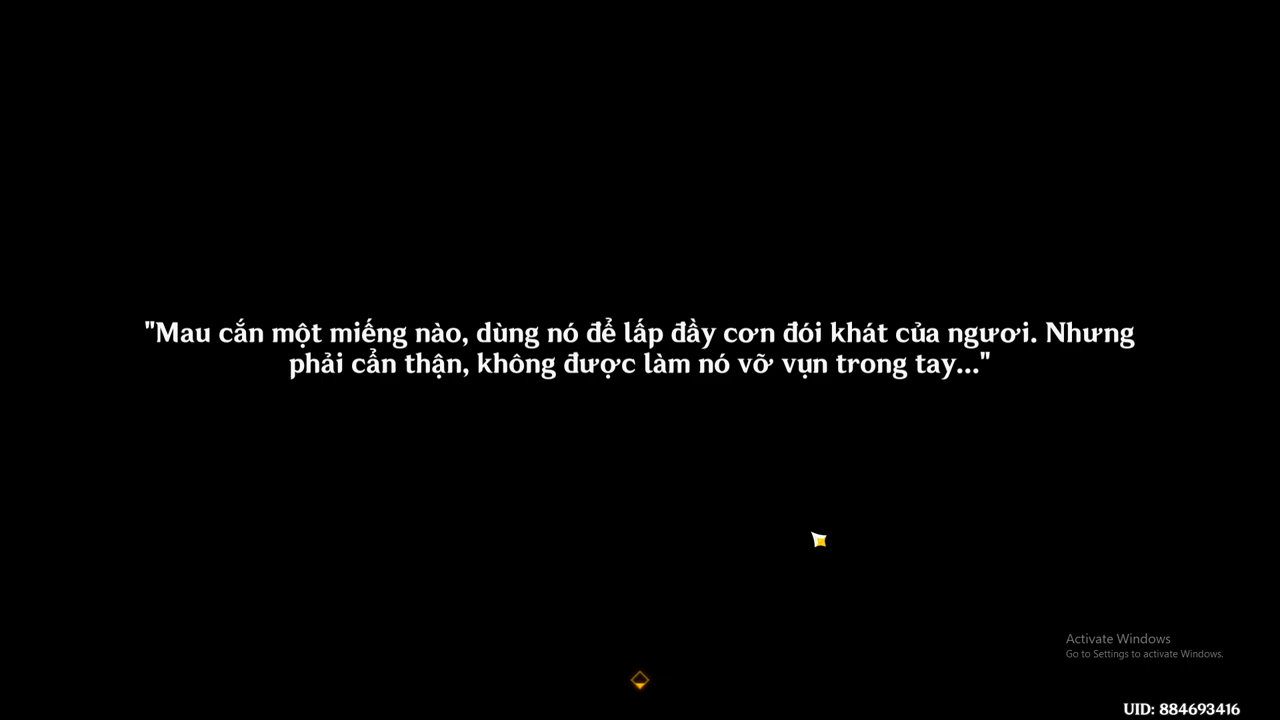 "Mau cắn một miếng nào, dùng nó để lấp đầy cơn đói khát của ngươi. Nhưng
phải cẩn thận, không được làm nó vỡ vụn trong tay..."
Activate Windows
Go to Settings to activate Windows.
UID: 884693416